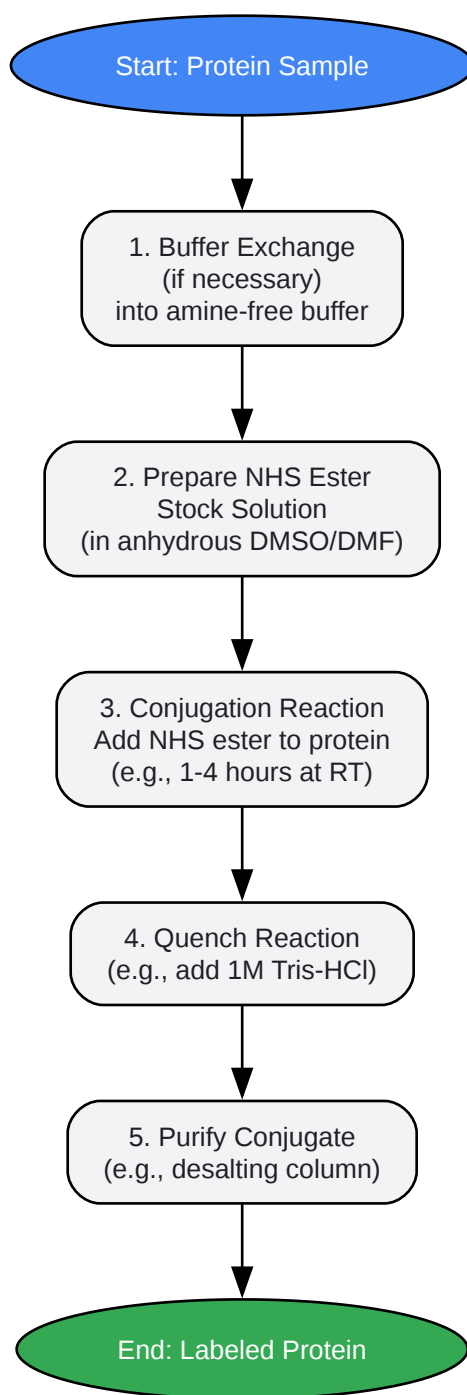 Start: Protein Sample
1. Buffer Exchange
(if necessary)
into amine-free buffer
2. Prepare NHS Ester
Stock Solution
(in anhydrous DMSO/DMF)
3. Conjugation Reaction
Add NHS ester to protein
(e.g., 1-4 hours at RT)
4. Quench Reaction
(e.g., add 1M Tris-HCl)
5. Purify Conjugate
(e.g., desalting column)
End: Labeled Protein